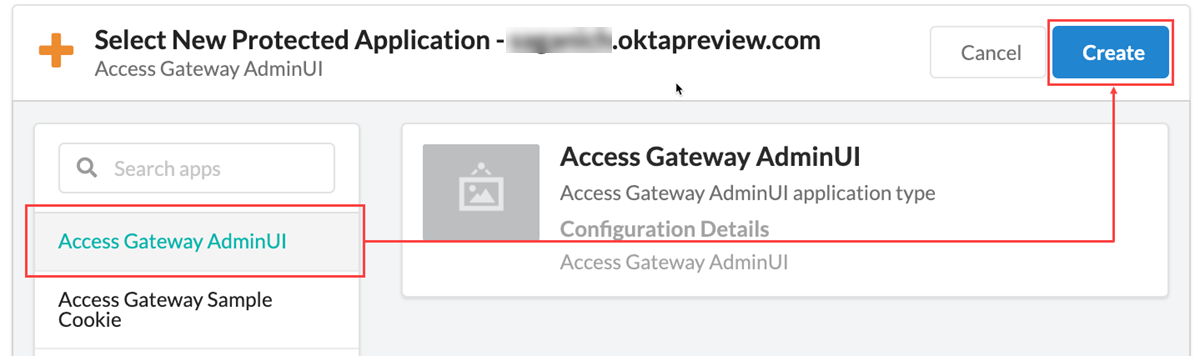 Select New Protected Application - .oktapreview.com
Access Gateway AdminUI
Cancel
Create
Search apps
Access Gateway AdminUI
Access Gateway Sample
Cookie
Access Gateway AdminUI
Access Gateway AdminUI application type
Configuration Details
Access Gateway AdminUI